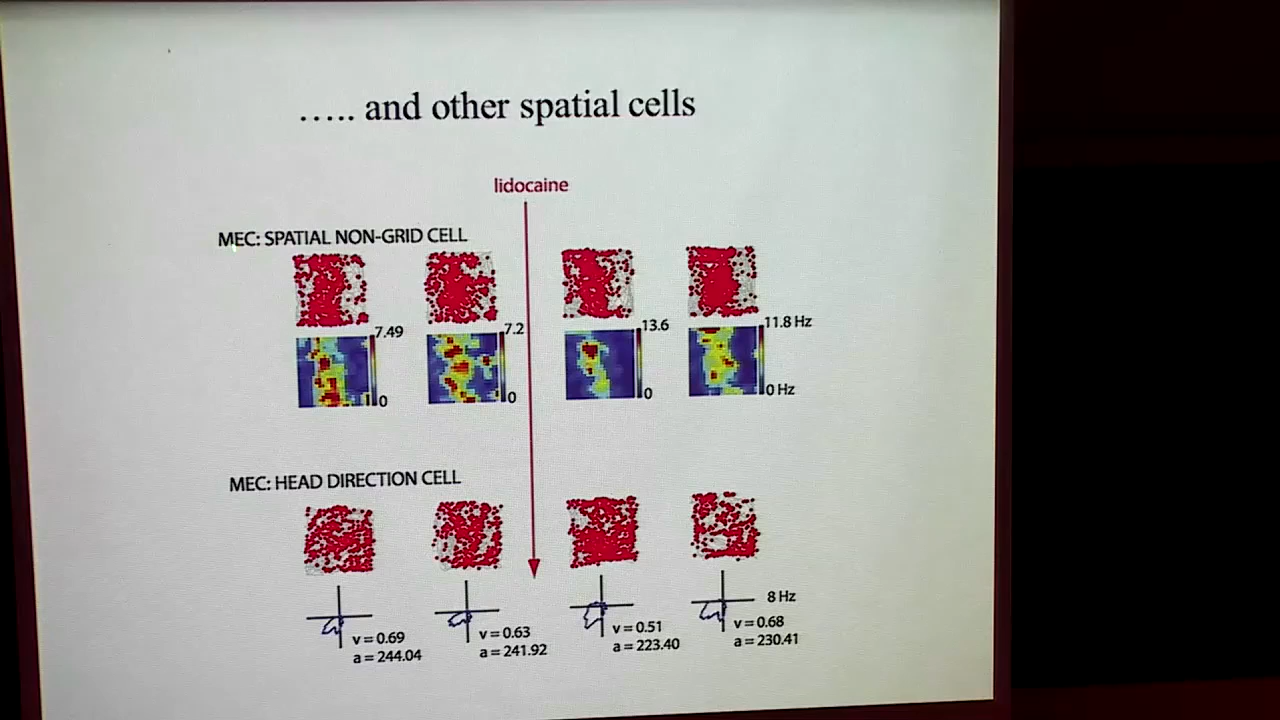 ..... and other spatial cells
lidocaine
MEC: SPATIAL NON-GRID CELL
7.49
0
7.2
0
13.6
0
11.8 Hz
0 Hz
MEC: HEAD DIRECTION CELL
8 Hz
v = 0.69
a = 244.04
v = 0.63
a = 241.92
v = 0.51
a = 223.40
v = 0.68
a = 230.41